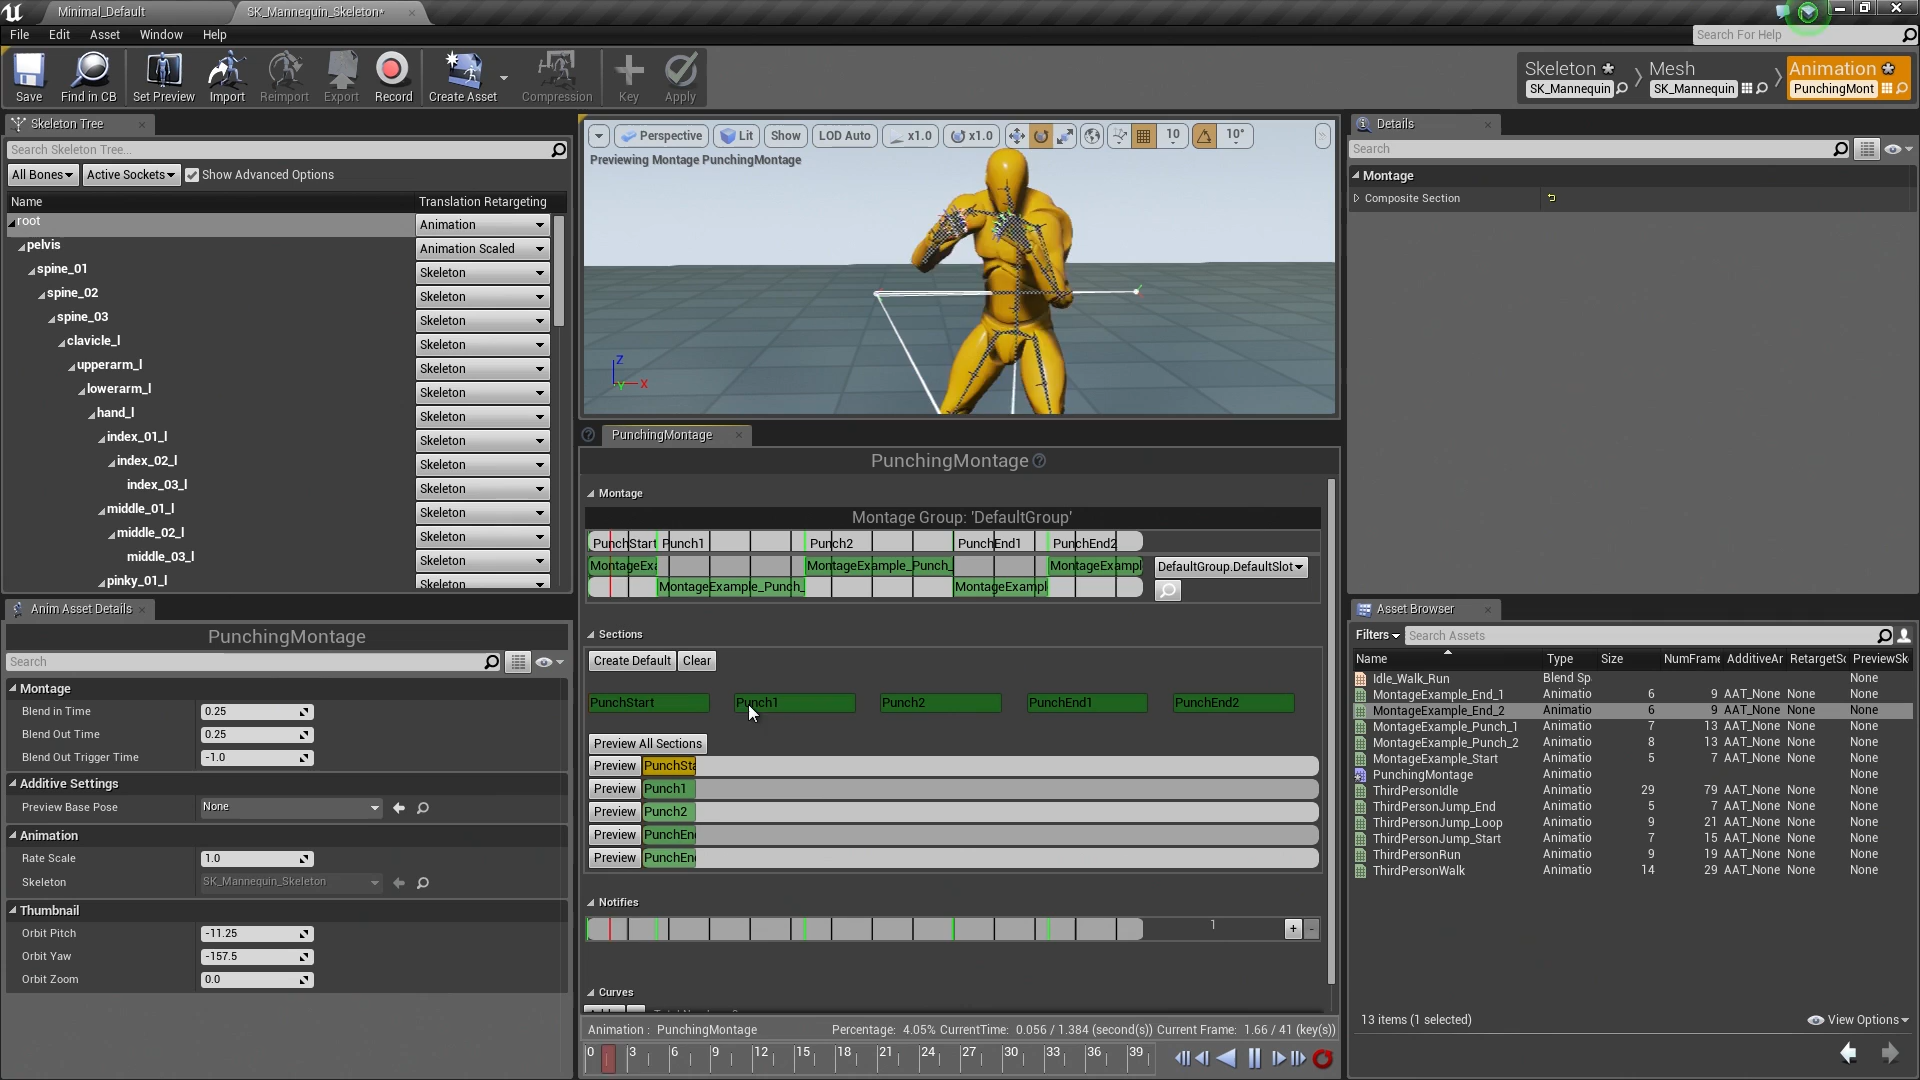 Minimal_Default
SK_Mannequin_Skeleton*
File Edit Asset Window Help
Search For Help
Save
Find in CB
Set Preview
Import
Reimport
Export
Record
Create Asset
Compression
Key
Apply
Skeleton
SK_Mannequin
Mesh
SK_Mannequin
Animation
PunchingMont
Skeleton Tree
Search Skeleton Tree...
All Bones Active Sockets Show Advanced Options
Name Translation Retargeting
root Animation
pelvis Animation Scaled
spine_01 Skeleton
spine_02 Skeleton
spine_03 Skeleton
clavicle_l Skeleton
upperarm_l Skeleton
lowerarm_l Skeleton
hand_l Skeleton
index_01_l Skeleton
index_02_l Skeleton
index_03_l Skeleton
middle_01_l Skeleton
middle_02_l Skeleton
middle_03_l Skeleton
pinky_01_l Skeleton
Anim Asset Details
PunchingMontage
Search
Montage
Blend in Time 0.25
Blend Out Time 0.25
Blend Out Trigger Time -1.0
Additive Settings
Preview Base Pose None
Animation
Rate Scale 1.0
Skeleton SK_Mannequin_Skeleton
Thumbnail
Orbit Pitch -11.25
Orbit Yaw -157.5
Orbit Zoom 0.0
Perspective Lit Show LOD Auto x1.0 x1.0 10 10°
Previewing Montage PunchingMontage
Z
Y X
PunchingMontage
PunchingMontage
Montage
Montage Group: 'DefaultGroup'
PunchStart Punch1 Punch2 PunchEnd1 PunchEnd2
MontageExa MontageExample_Punch_ MontageExampl DefaultGroup.DefaultSlot
MontageExample_Punch_ MontageExampl
Sections
Create Default Clear
PunchStart Punch1 Punch2 PunchEnd1 PunchEnd2
Preview All Sections
Preview PunchSta
Preview Punch1
Preview Punch2
Preview PunchEn
Preview PunchEn
Notifies
1 + -
Curves
Animation : PunchingMontage Percentage: 4.05% CurrentTime: 0.056 / 1.384 (second(s)) Current Frame: 1.66 / 41 (key(s))
0 3 6 9 12 15 18 21 24 27 30 33 36 39
Details
Search
Montage
Composite Section
Asset Browser
Filters Search Assets
Name Type Size NumFrame AdditiveAr RetargetSo PreviewSk
Idle_Walk_Run Blend Sp None
MontageExample_End_1 Animatio 6 9 AAT_None None None
MontageExample_End_2 Animatio 6 9 AAT_None None None
MontageExample_Punch_1 Animatio 7 13 AAT_None None None
MontageExample_Punch_2 Animatio 8 13 AAT_None None None
MontageExample_Start Animatio 5 7 AAT_None None None
PunchingMontage Animatio None
ThirdPersonIdle Animatio 29 79 AAT_None None None
ThirdPersonJump_End Animatio 5 7 AAT_None None None
ThirdPersonJump_Loop Animatio 9 21 AAT_None None None
ThirdPersonJump_Start Animatio 7 15 AAT_None None None
ThirdPersonRun Animatio 9 19 AAT_None None None
ThirdPersonWalk Animatio 14 29 AAT_None None None
13 items (1 selected) View Options